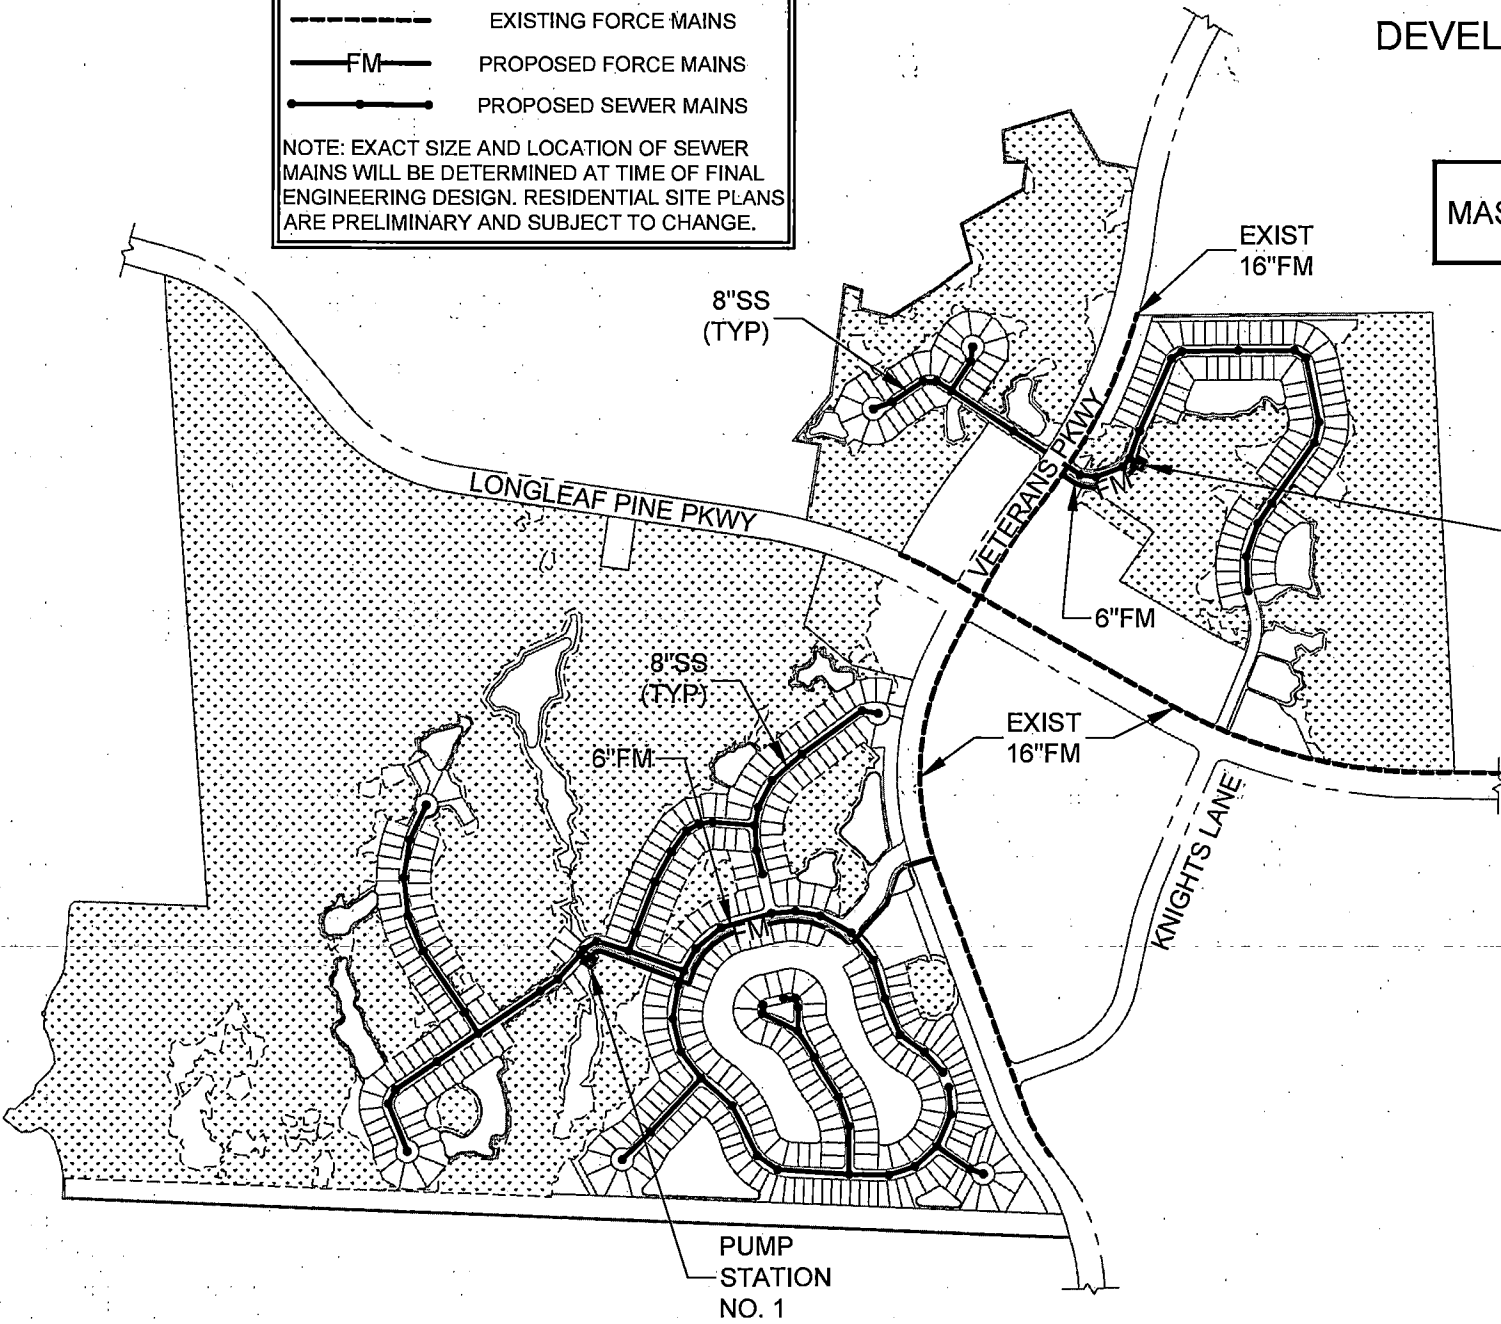 EXISTING FORCE MAINS
FM
PROPOSED FORCE MAINS
PROPOSED SEWER MAINS
NOTE: EXACT SIZE AND LOCATION OF SEWER
MAINS WILL BE DETERMINED AT TIME OF FINAL
ENGINEERING DESIGN. RESIDENTIAL SITE PLANS
ARE PRELIMINARY AND SUBJECT TO CHANGE.
DEVEL
MAS
EXIST
16"FM
8"SS
(TYP)
VETERANS PKWY
FM
LONGLEAF PINE PKWY
6"FM
8"SS
(TYP)
EXIST
16"FM
6"FM
KNIGHTS LANE
FM
PUMP
STATION
NO. 1